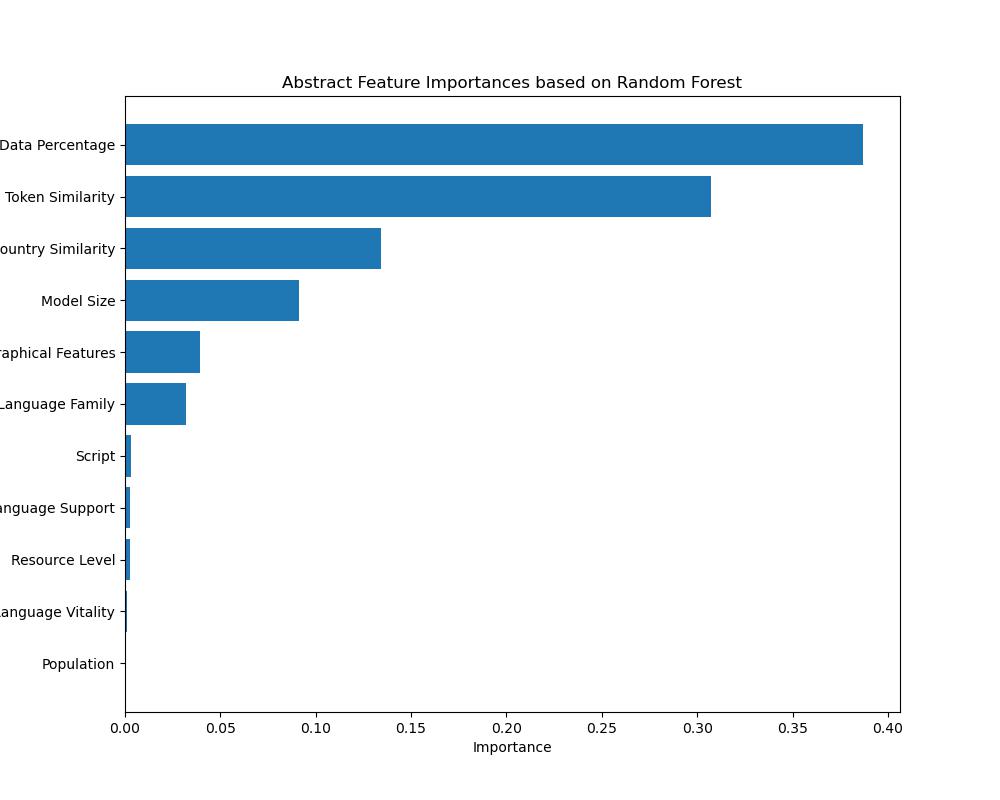 Abstract Feature Importances based on Random Forest
Data Percentage
Token Similarity
ountry Similarity
Model Size
raphical Features
Language Family
Script
anguage Support
Resource Level
anguage Vitality
Population
0.00 0.05 0.10 0.15 0.20 0.25 0.30 0.35 0.40
Importance